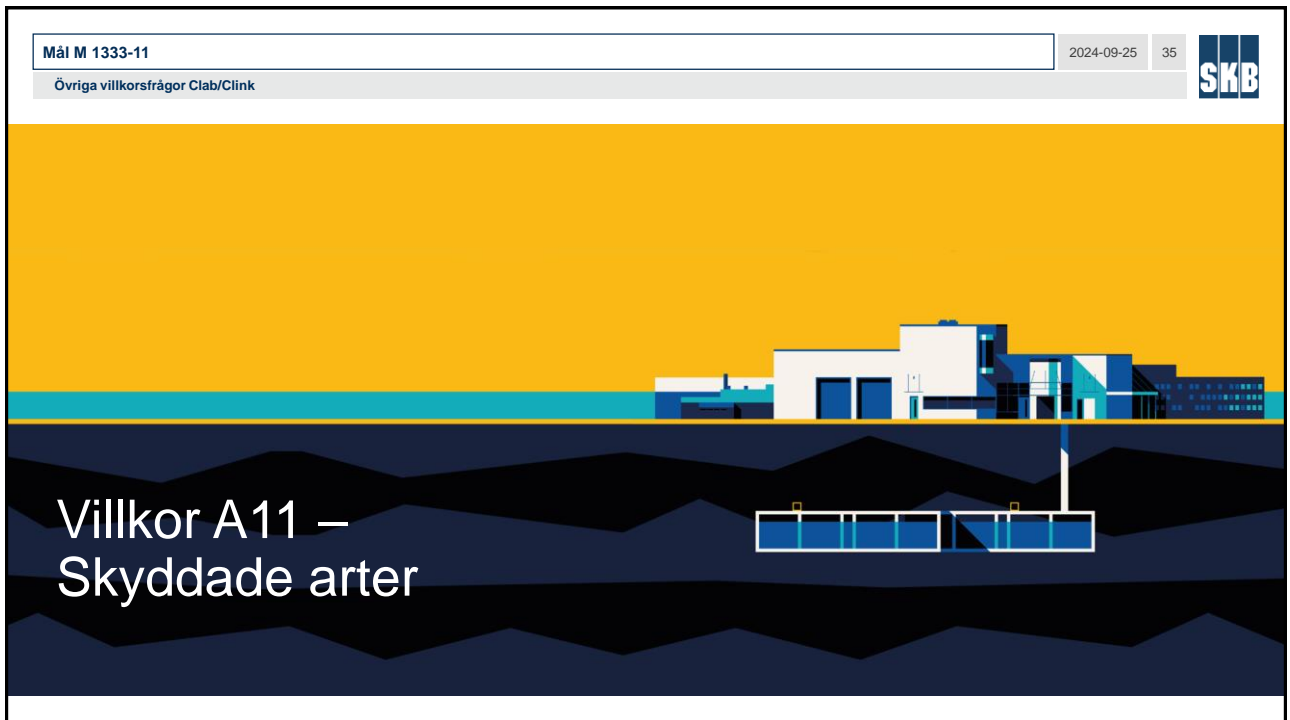 Mål M 1333-11
2024-09-25
35
SKB
Övriga villkorsfrågor Clab/Clink
Villkor A11 –
Skyddade arter